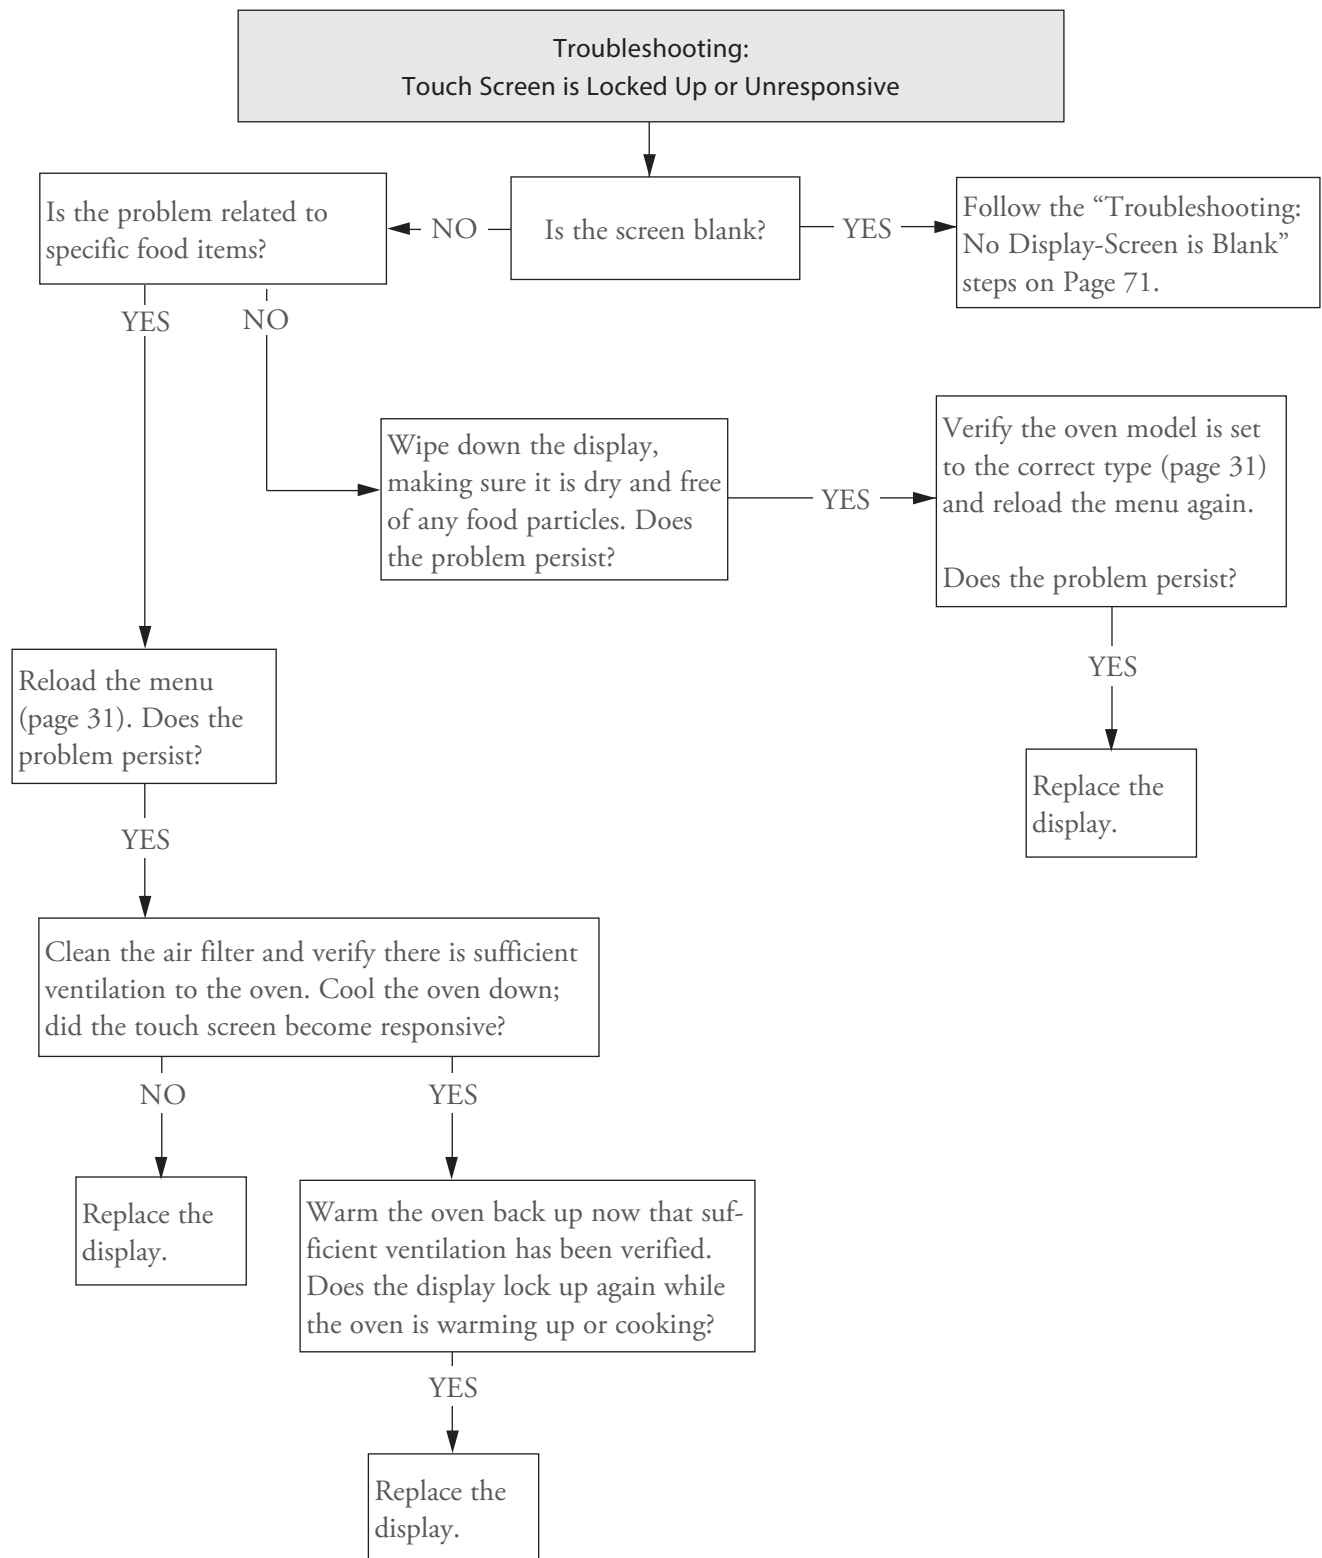 Troubleshooting:
Touch Screen is Locked Up or Unresponsive
Is the problem related to
specific food items?
NO
Is the screen blank?
YES
Follow the “Troubleshooting:
No Display-Screen is Blank”
steps on Page 71.
YES
NO
Wipe down the display,
making sure it is dry and free
of any food particles. Does
the problem persist?
YES
Verify the oven model is set
to the correct type (page 31)
and reload the menu again.
Does the problem persist?
YES
Replace the
display.
Reload the menu
(page 31). Does the
problem persist?
YES
Clean the air filter and verify there is sufficient
ventilation to the oven. Cool the oven down;
did the touch screen become responsive?
NO
YES
Replace the
display.
Warm the oven back up now that suf-
ficient ventilation has been verified.
Does the display lock up again while
the oven is warming up or cooking?
YES
Replace the
display.